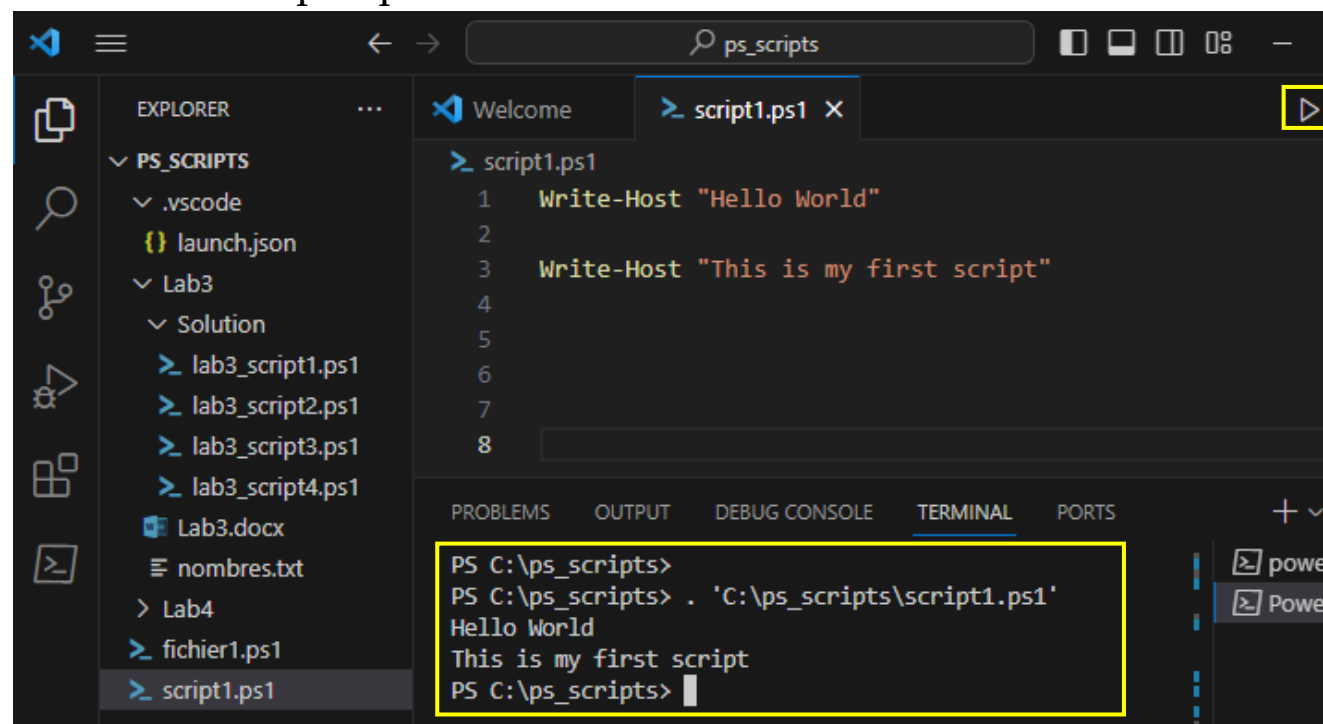 ps_scripts
EXPLORER ...
Welcome
script1.ps1
PS_SCRIPTS
.vscode
{} launch.json
Lab3
Solution
lab3_script1.ps1
lab3_script2.ps1
lab3_script3.ps1
lab3_script4.ps1
Lab3.docx
nombres.txt
Lab4
fichier1.ps1
script1.ps1
script1.ps1
1 Write-Host "Hello World"
2
3 Write-Host "This is my first script"
4
5
6
7
8
PROBLEMS OUTPUT DEBUG CONSOLE TERMINAL PORTS
PS C:\ps_scripts>
PS C:\ps_scripts> . 'C:\ps_scripts\script1.ps1'
Hello World
This is my first script
PS C:\ps_scripts>
powe
Powe